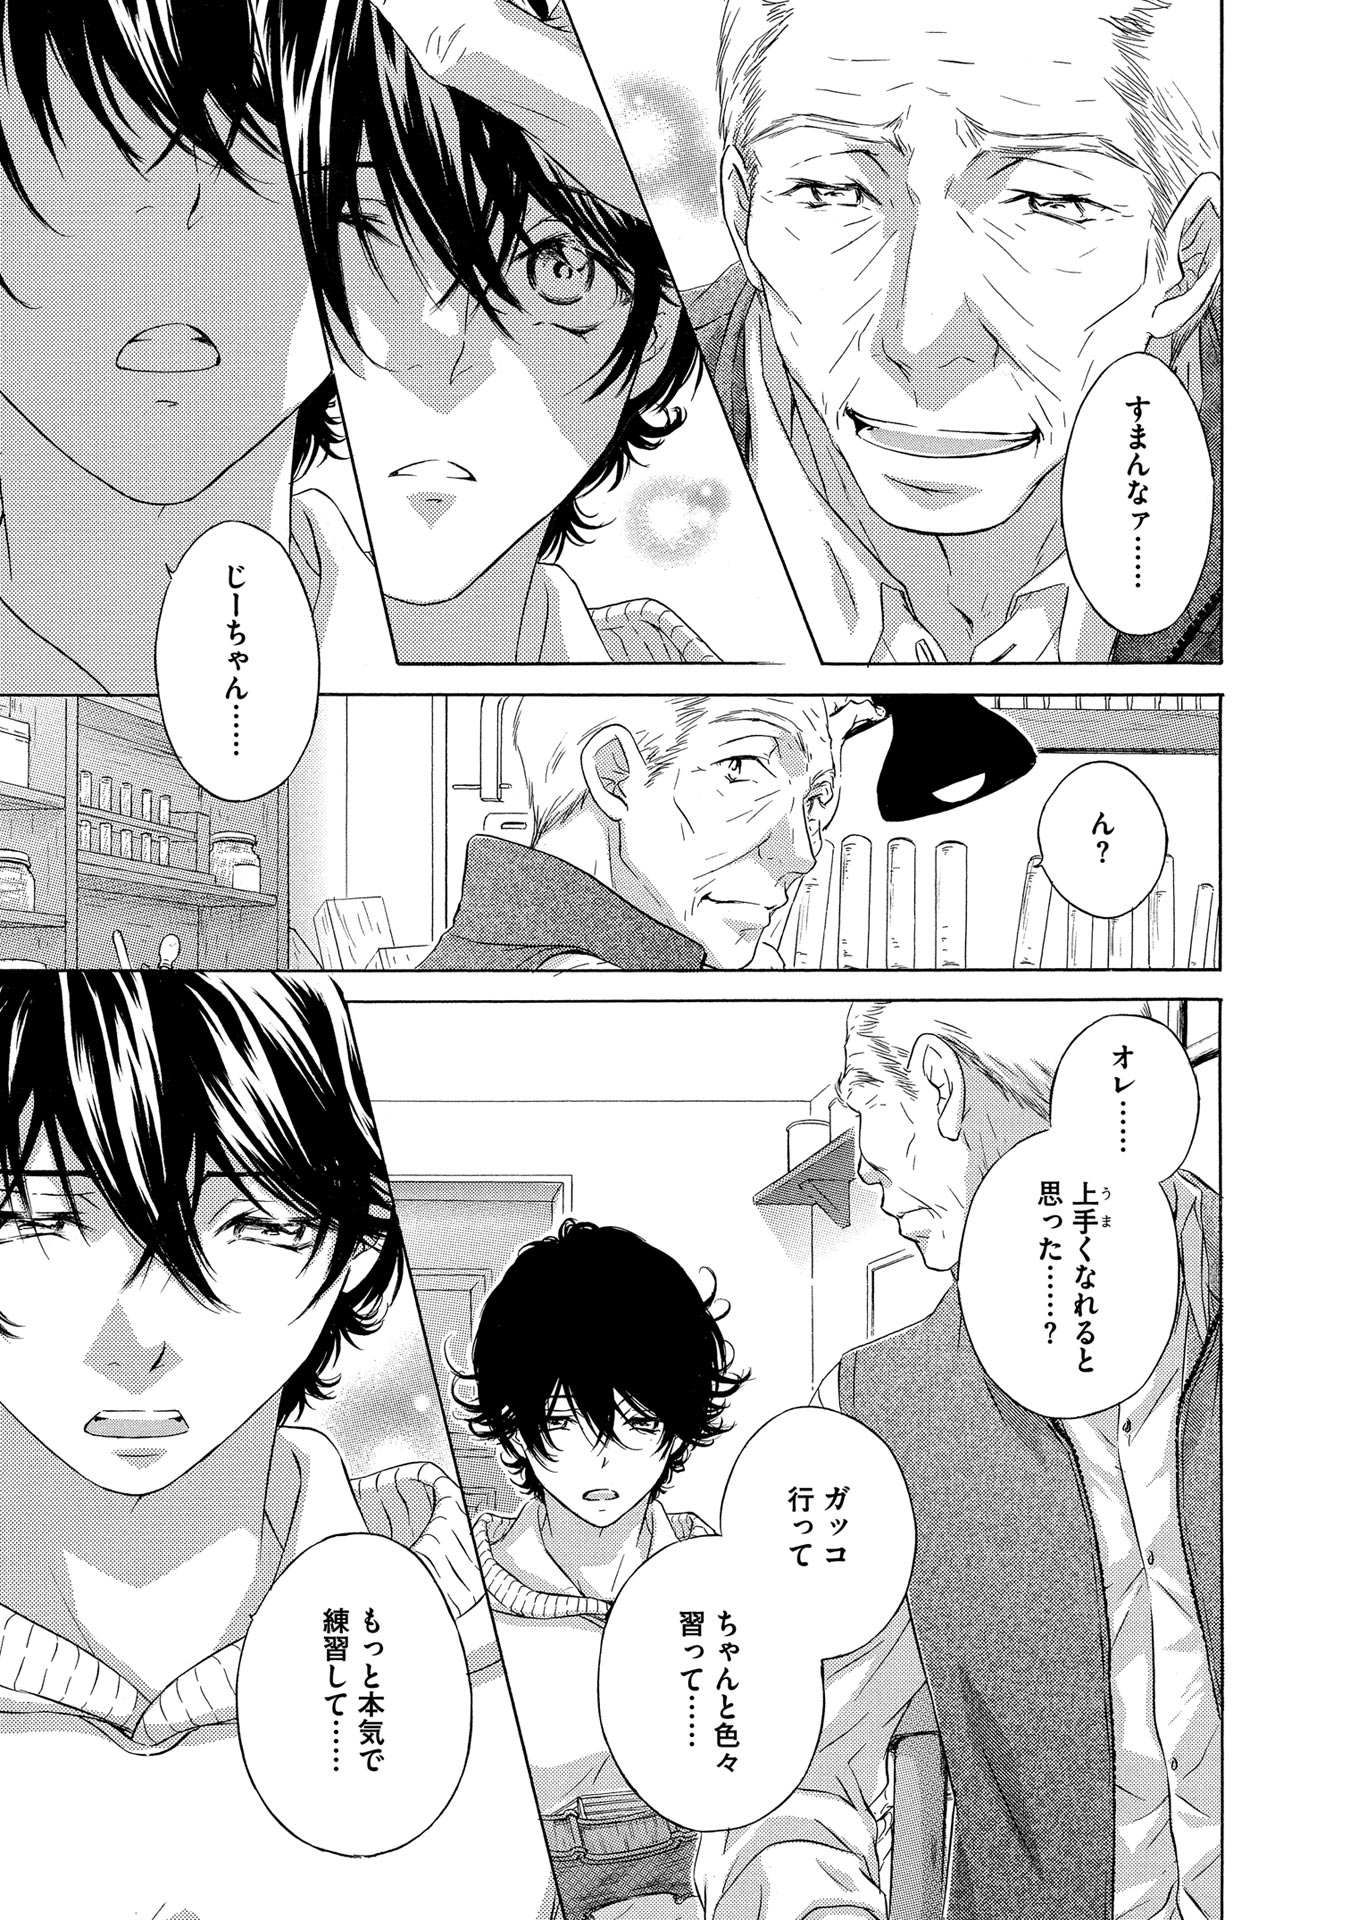 すまんなァ……
じーちゃん……
ん?
オレ……
上手くなれると
うま
思った……?
ガッコ
行って
ちゃんと色々
習って……
もっと本気で
練習して……